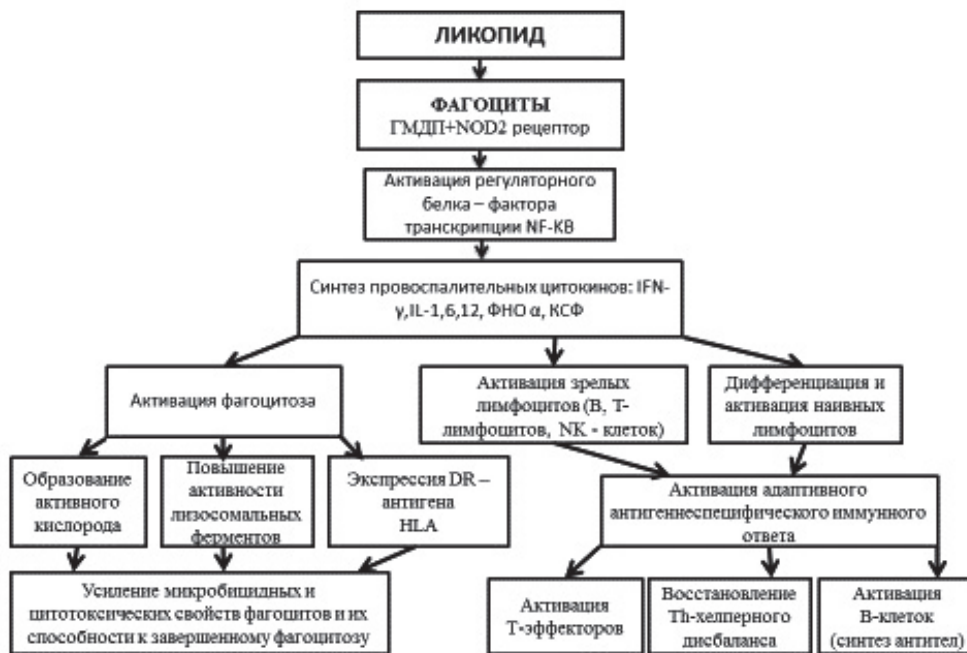 ЛИКОПИД
ФАГОЦИТЫ
ГМДП+NOD2 рецептор
Активация регуляторного
белка – фактора
транскрипции NF-KB
Синтез провоспалительных цитокинов: IFN-
γ,IL-1,6,12, ФНО α, КСФ
Активация фагоцитоза
Активация зрелых
лимфоцитов (В, Т-
лимфоцитов, NK - клеток)
Дифференциация и
активация наивных
лимфоцитов
Образование
активного
кислорода
Повышение
активности
лизосомальных
ферментов
Экспрессия DR –
антигена
HLA
Активация адаптивного
антигеннеспецифического иммунного
ответа
Усиление микробицидных и
цитотоксических свойств фагоцитов и их
способности к завершенному фагоцитозу
Активация
Т-эффекторов
Восстановление
Th-хелперного
дисбаланса
Активация
В-клеток
(синтез антител)